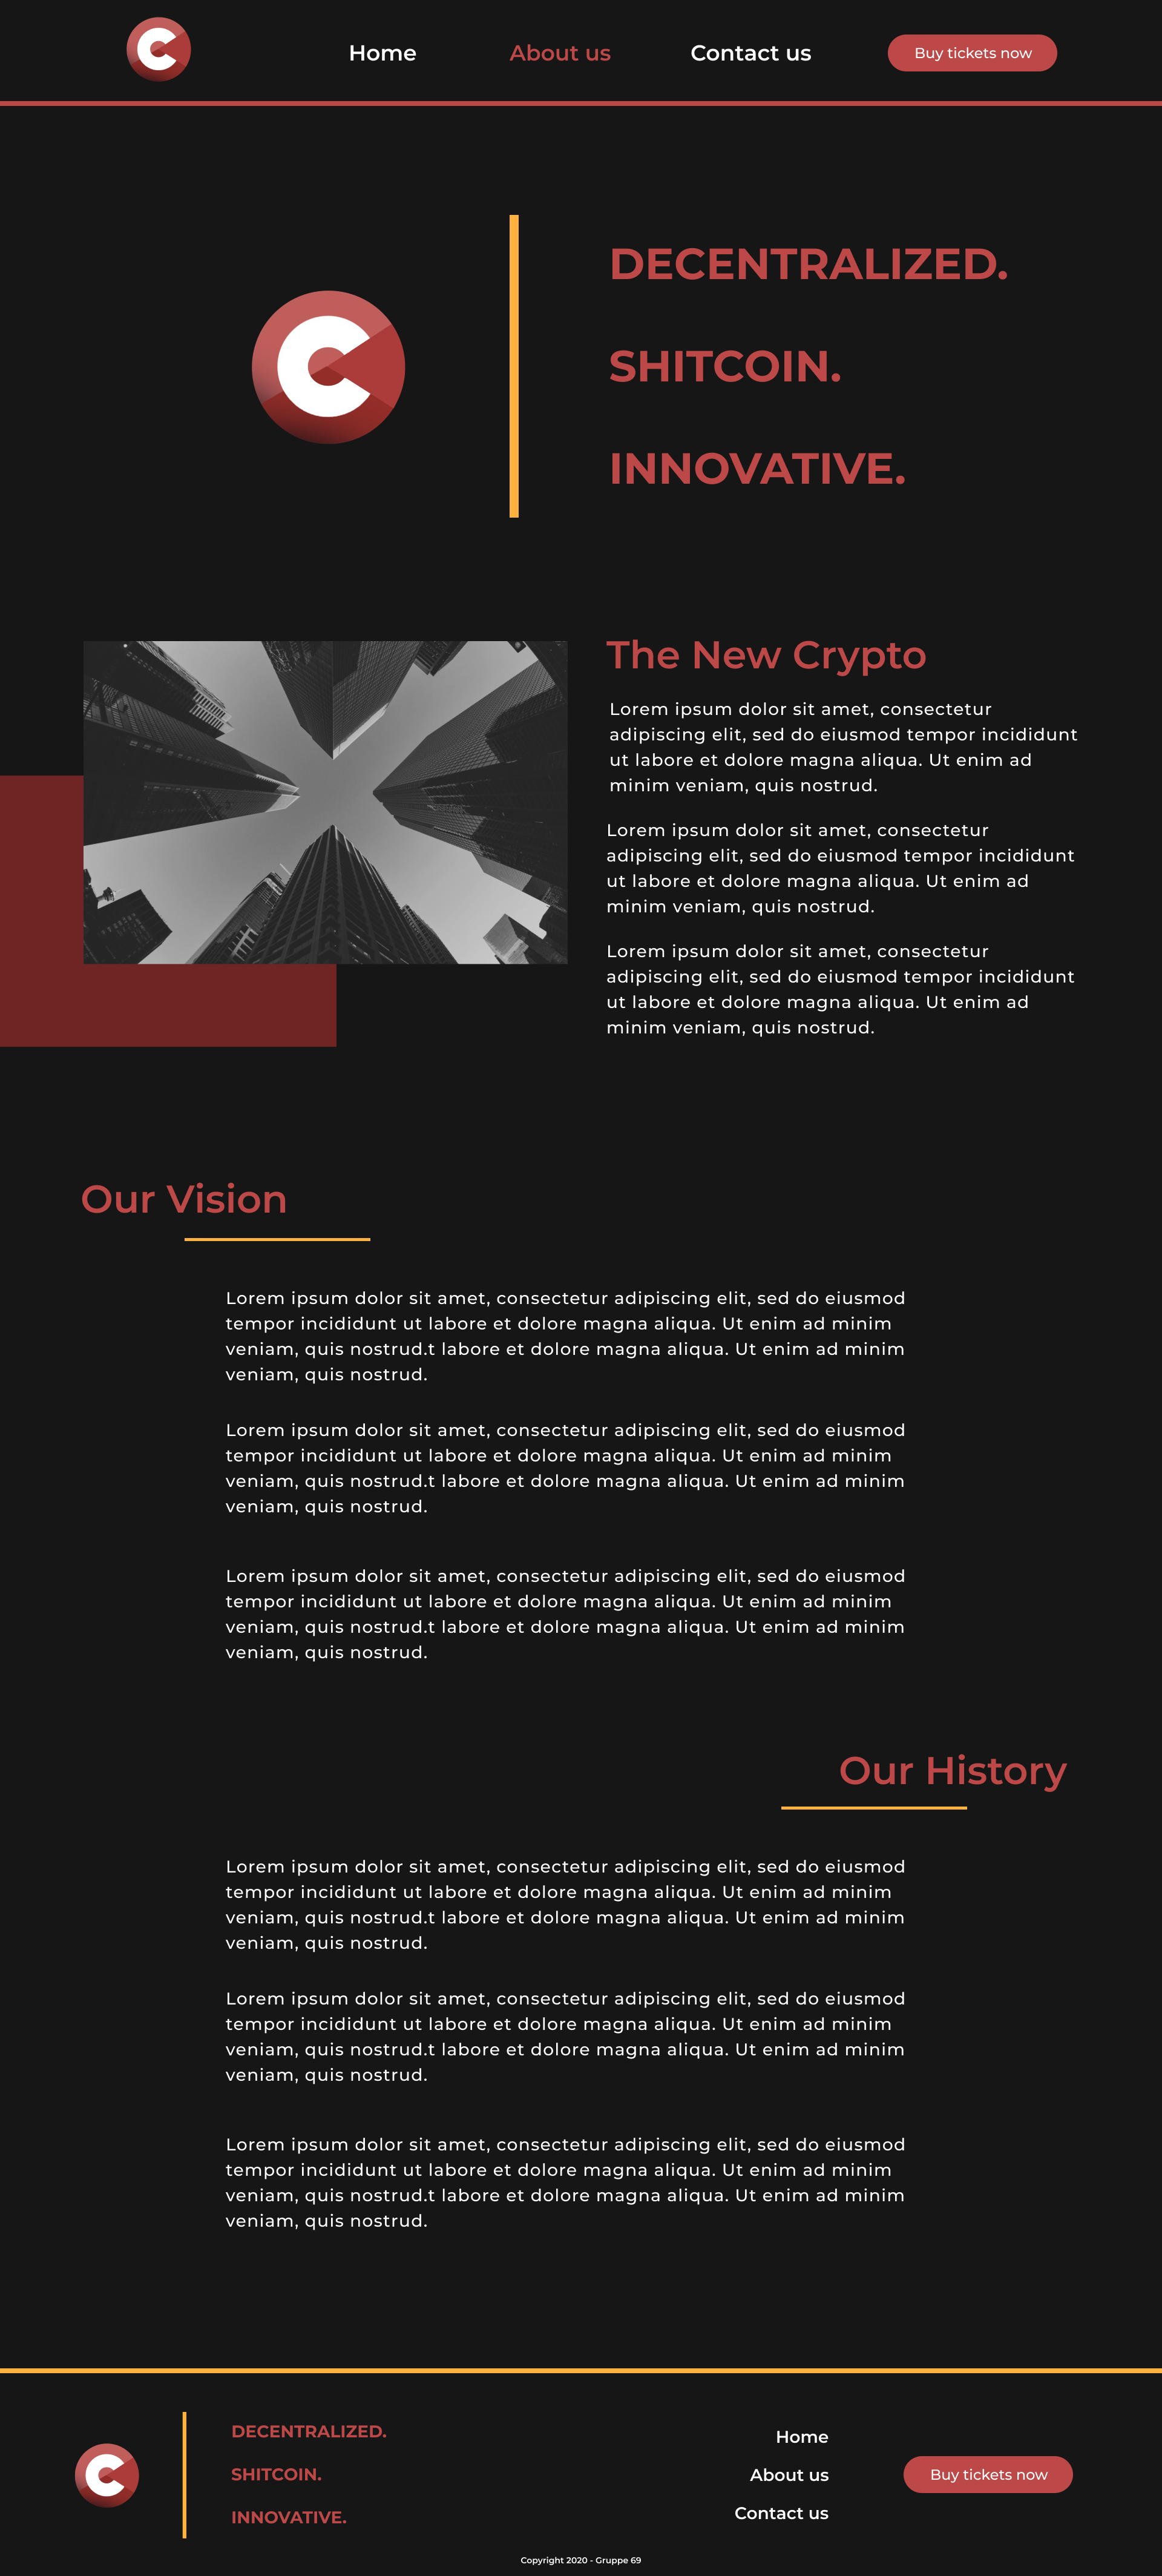 Home
About us
Contact us
Buy tickets now
DECENTRALIZED.
SHITCOIN.
INNOVATIVE.
The New Crypto
Lorem ipsum dolor sit amet, consectetur
adipiscing elit, sed do eiusmod tempor incididunt
ut labore et dolore magna aliqua. Ut enim ad
minim veniam, quis nostrud.
Lorem ipsum dolor sit amet, consectetur
adipiscing elit, sed do eiusmod tempor incididunt
ut labore et dolore magna aliqua. Ut enim ad
minim veniam, quis nostrud.
Lorem ipsum dolor sit amet, consectetur
adipiscing elit, sed do eiusmod tempor incididunt
ut labore et dolore magna aliqua. Ut enim ad
minim veniam, quis nostrud.
Our Vision
Lorem ipsum dolor sit amet, consectetur adipiscing elit, sed do eiusmod
tempor incididunt ut labore et dolore magna aliqua. Ut enim ad minim
veniam, quis nostrud.t labore et dolore magna aliqua. Ut enim ad minim
veniam, quis nostrud.
Lorem ipsum dolor sit amet, consectetur adipiscing elit, sed do eiusmod
tempor incididunt ut labore et dolore magna aliqua. Ut enim ad minim
veniam, quis nostrud.t labore et dolore magna aliqua. Ut enim ad minim
veniam, quis nostrud.
Lorem ipsum dolor sit amet, consectetur adipiscing elit, sed do eiusmod
tempor incididunt ut labore et dolore magna aliqua. Ut enim ad minim
veniam, quis nostrud.t labore et dolore magna aliqua. Ut enim ad minim
veniam, quis nostrud.
Our History
Lorem ipsum dolor sit amet, consectetur adipiscing elit, sed do eiusmod
tempor incididunt ut labore et dolore magna aliqua. Ut enim ad minim
veniam, quis nostrud.t labore et dolore magna aliqua. Ut enim ad minim
veniam, quis nostrud.
Lorem ipsum dolor sit amet, consectetur adipiscing elit, sed do eiusmod
tempor incididunt ut labore et dolore magna aliqua. Ut enim ad minim
veniam, quis nostrud.t labore et dolore magna aliqua. Ut enim ad minim
veniam, quis nostrud.
Lorem ipsum dolor sit amet, consectetur adipiscing elit, sed do eiusmod
tempor incididunt ut labore et dolore magna aliqua. Ut enim ad minim
veniam, quis nostrud.t labore et dolore magna aliqua. Ut enim ad minim
veniam, quis nostrud.
DECENTRALIZED.
SHITCOIN.
INNOVATIVE.
Home
About us
Contact us
Buy tickets now
Copyright 2020 - Gruppe 69